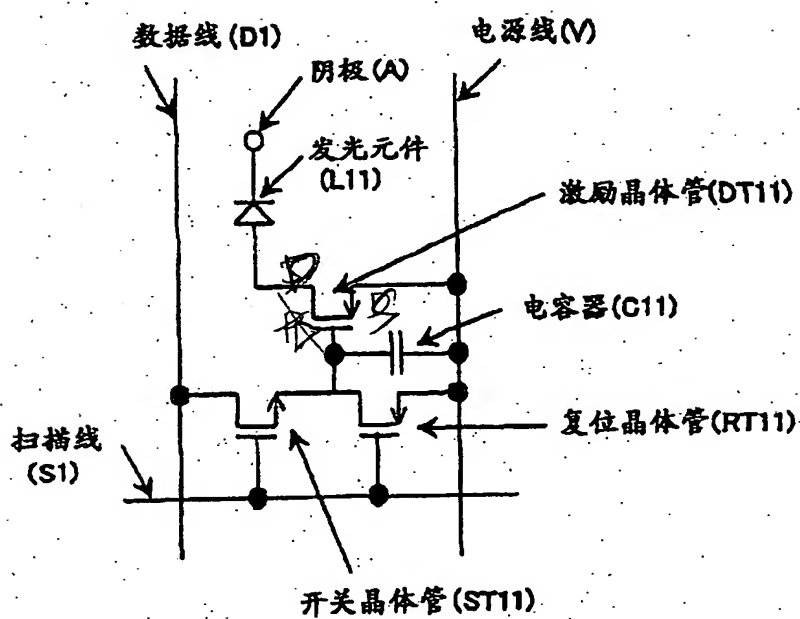 数据线(D1)
电源线(V)
阴极(A)
发光元件
(L11)
激励晶体管(DT11)
D
S
电容器(C11)
扫描线
(S1)
复位晶体管(RT11)
开关晶体管(ST11)